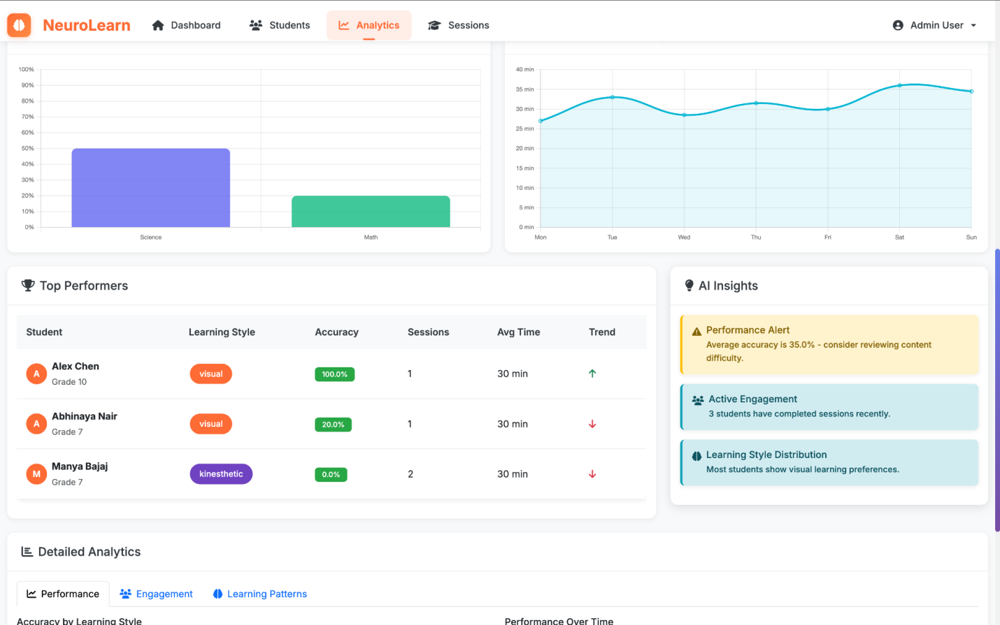 NeuroLearn
Dashboard
Students
Analytics
Sessions
Admin User
100%
90%
80%
70%
60%
50%
40%
30%
20%
10%
0%
Science
Math
40 min
35 min
30 min
25 min
20 min
15 min
10 min
5 min
0 min
Mon
Tue
Wed
Thu
Fri
Sat
Sun
Top Performers
Student
Learning Style
Accuracy
Sessions
Avg Time
Trend
A
Alex Chen
Grade 10
visual
100.0%
1
30 min
A
Abhinaya Nair
Grade 7
visual
20.0%
1
30 min
M
Manya Bajaj
Grade 7
kinesthetic
0.0%
2
30 min
AI Insights
Performance Alert
Average accuracy is 35.0% - consider reviewing content
difficulty.
Active Engagement
3 students have completed sessions recently.
Learning Style Distribution
Most students show visual learning preferences.
Detailed Analytics
Performance
Engagement
Learning Patterns
Accuracy by Learning Style
Performance Over Time